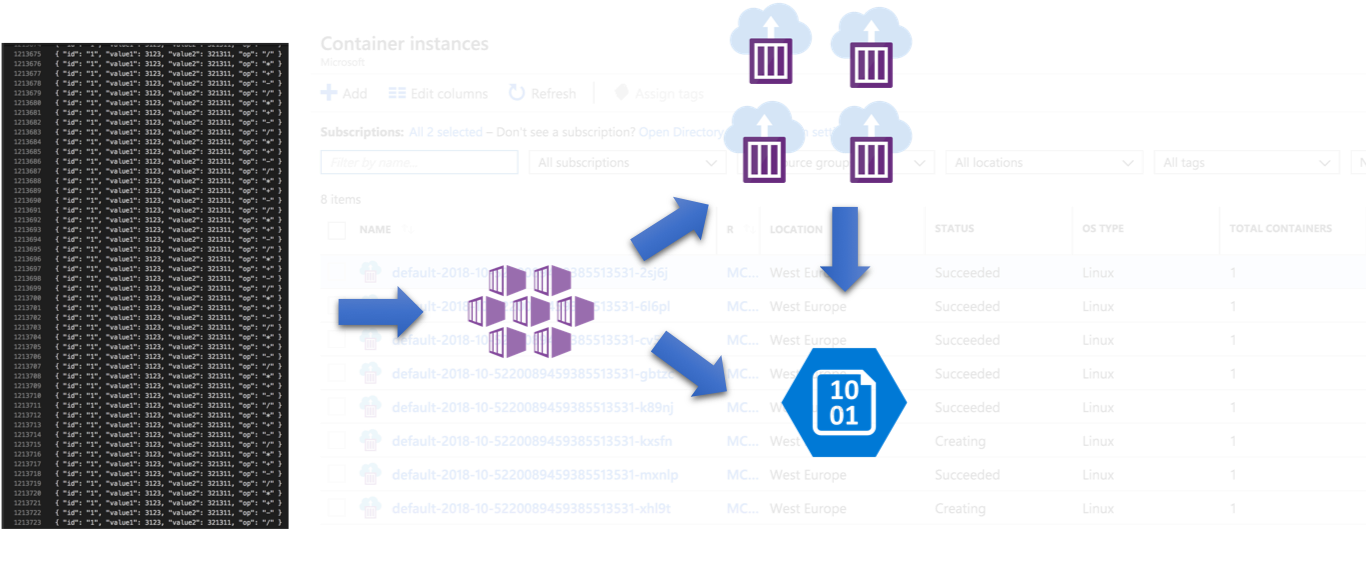 1213675 { "id": "1", "value1": 3123, "value2": 321311, "op": "/" }
1213676 { "id": "1", "value1": 3123, "value2": 321311, "op": "*" }
1213677 { "id": "1", "value1": 3123, "value2": 321311, "op": "+" }
1213678 { "id": "1", "value1": 3123, "value2": 321311, "op": "-" }
1213679 { "id": "1", "value1": 3123, "value2": 321311, "op": "/" }
1213680 { "id": "1", "value1": 3123, "value2": 321311, "op": "*" }
1213681 { "id": "1", "value1": 3123, "value2": 321311, "op": "+" }
1213682 { "id": "1", "value1": 3123, "value2": 321311, "op": "-" }
1213683 { "id": "1", "value1": 3123, "value2": 321311, "op": "/" }
1213684 { "id": "1", "value1": 3123, "value2": 321311, "op": "*" }
1213685 { "id": "1", "value1": 3123, "value2": 321311, "op": "+" }
1213686 { "id": "1", "value1": 3123, "value2": 321311, "op": "-" }
1213687 { "id": "1", "value1": 3123, "value2": 321311, "op": "/" }
1213688 { "id": "1", "value1": 3123, "value2": 321311, "op": "*" }
1213689 { "id": "1", "value1": 3123, "value2": 321311, "op": "+" }
1213690 { "id": "1", "value1": 3123, "value2": 321311, "op": "-" }
1213691 { "id": "1", "value1": 3123, "value2": 321311, "op": "/" }
1213692 { "id": "1", "value1": 3123, "value2": 321311, "op": "*" }
1213693 { "id": "1", "value1": 3123, "value2": 321311, "op": "+" }
1213694 { "id": "1", "value1": 3123, "value2": 321311, "op": "-" }
1213695 { "id": "1", "value1": 3123, "value2": 321311, "op": "/" }
1213696 { "id": "1", "value1": 3123, "value2": 321311, "op": "*" }
1213697 { "id": "1", "value1": 3123, "value2": 321311, "op": "+" }
1213698 { "id": "1", "value1": 3123, "value2": 321311, "op": "-" }
1213699 { "id": "1", "value1": 3123, "value2": 321311, "op": "/" }
1213700 { "id": "1", "value1": 3123, "value2": 321311, "op": "*" }
1213701 { "id": "1", "value1": 3123, "value2": 321311, "op": "+" }
1213702 { "id": "1", "value1": 3123, "value2": 321311, "op": "-" }
1213703 { "id": "1", "value1": 3123, "value2": 321311, "op": "/" }
1213704 { "id": "1", "value1": 3123, "value2": 321311, "op": "*" }
1213705 { "id": "1", "value1": 3123, "value2": 321311, "op": "+" }
1213706 { "id": "1", "value1": 3123, "value2": 321311, "op": "-" }
1213707 { "id": "1", "value1": 3123, "value2": 321311, "op": "/" }
1213708 { "id": "1", "value1": 3123, "value2": 321311, "op": "*" }
1213709 { "id": "1", "value1": 3123, "value2": 321311, "op": "+" }
1213710 { "id": "1", "value1": 3123, "value2": 321311, "op": "-" }
1213711 { "id": "1", "value1": 3123, "value2": 321311, "op": "/" }
1213712 { "id": "1", "value1": 3123, "value2": 321311, "op": "*" }
1213713 { "id": "1", "value1": 3123, "value2": 321311, "op": "+" }
1213714 { "id": "1", "value1": 3123, "value2": 321311, "op": "-" }
1213715 { "id": "1", "value1": 3123, "value2": 321311, "op": "/" }
1213716 { "id": "1", "value1": 3123, "value2": 321311, "op": "*" }
1213717 { "id": "1", "value1": 3123, "value2": 321311, "op": "+" }
1213718 { "id": "1", "value1": 3123, "value2": 321311, "op": "-" }
1213719 { "id": "1", "value1": 3123, "value2": 321311, "op": "/" }
1213720 { "id": "1", "value1": 3123, "value2": 321311, "op": "*" }
1213721 { "id": "1", "value1": 3123, "value2": 321311, "op": "+" }
1213722 { "id": "1", "value1": 3123, "value2": 321311, "op": "-" }
1213723 { "id": "1", "value1": 3123, "value2": 321311, "op": "/" }
Container instances
Microsoft
Add Edit columns Refresh Assign tags
Subscriptions: All 2 selected – Don't see a subscription? Open Directory
Filter by name... All subscriptions All locations All tags
8 items
NAME R LOCATION STATUS OS TYPE TOTAL CONTAINERS
default-2018-10 385513531-2sj6j MC... West Europe Succeeded Linux 1
2018 513531-6l6pl MC... West Europe Succeeded Linux 1
default-2018 MC... West Europe Succeeded Linux 1
default-2018-10-5220089459385513531-gbtzc MC... West Succeeded Linux 1
default-2018-10-5220089459385513531-k89nj MC... West Succeeded Linux 1
default-2018-10-5220089459385513531-kxsfn MC... West Creating Linux 1
default-2018-10-5220089459385513531-mxnlp MC... West Europe Succeeded Linux 1
default-2018-10-5220089459385513531-xhl9t MC... West Europe Creating Linux 1
10
01